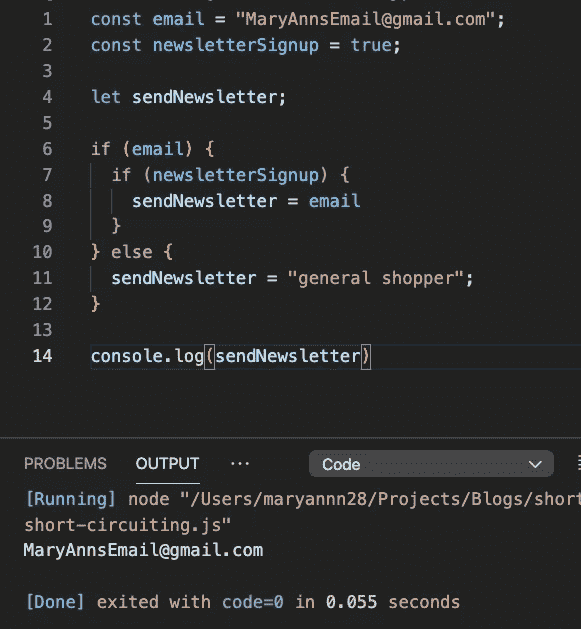 1 const email = "MaryAnnsEmail@gmail.com";
2 const newsletterSignup = true;
3
4 let sendNewsletter;
5
6 if (email) {
7 if (newsletterSignup) {
8 sendNewsletter = email
9 }
10 } else {
11 sendNewsletter = "general shopper";
12 }
13
14 console.log(sendNewsletter)
PROBLEMS OUTPUT ··· Code
[Running] node "/Users/maryannn28/Projects/Blogs/short
short-circuiting.js"
MaryAnnsEmail@gmail.com
[Done] exited with code=0 in 0.055 seconds